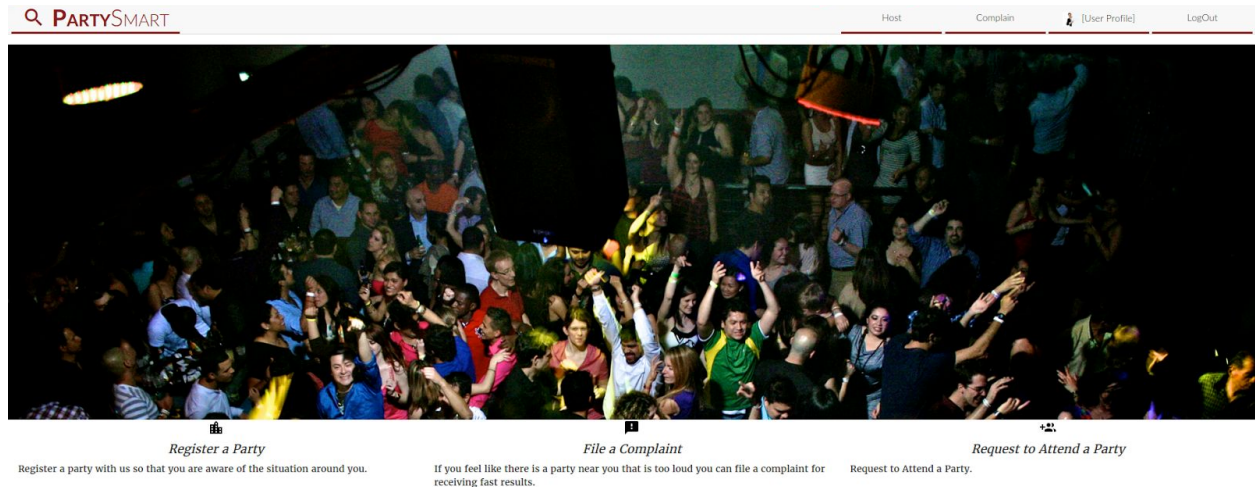 PARTYSMART
Host
Complain
[User Profile]
LogOut
Register a Party
Register a party with us so that you are aware of the situation around you.
File a Complaint
If you feel like there is a party near you that is too loud you can file a complaint for
receiving fast results.
Request to Attend a Party
Request to Attend a Party.